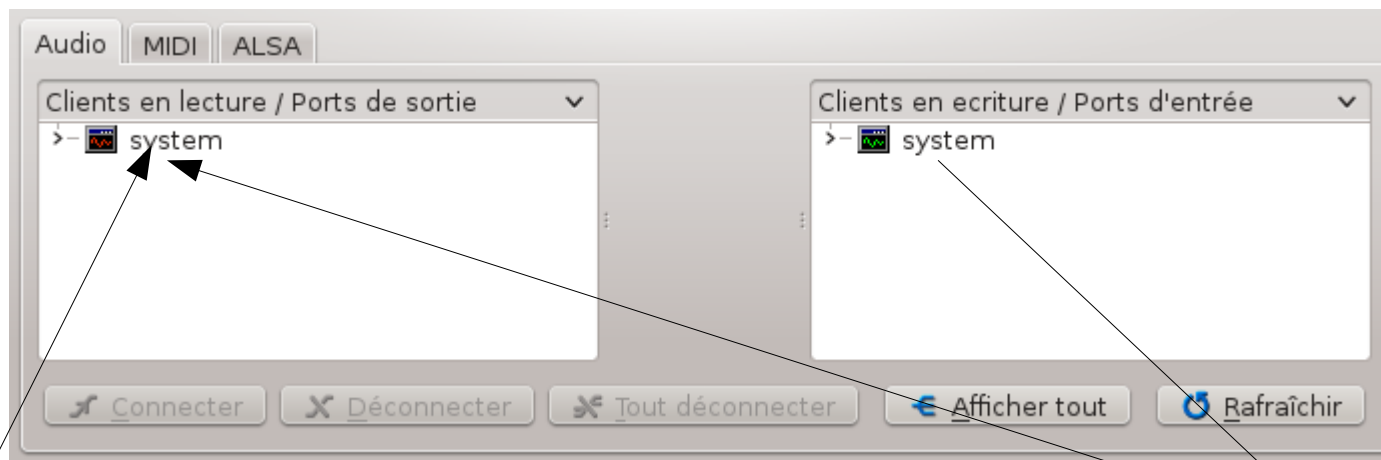 Audio MIDI ALSA
Clients en lecture / Ports de sortie
system
Clients en ecriture / Ports d'entrée
system
Connecter Déconnecter Tout déconnecter Afficher tout Rafraîchir